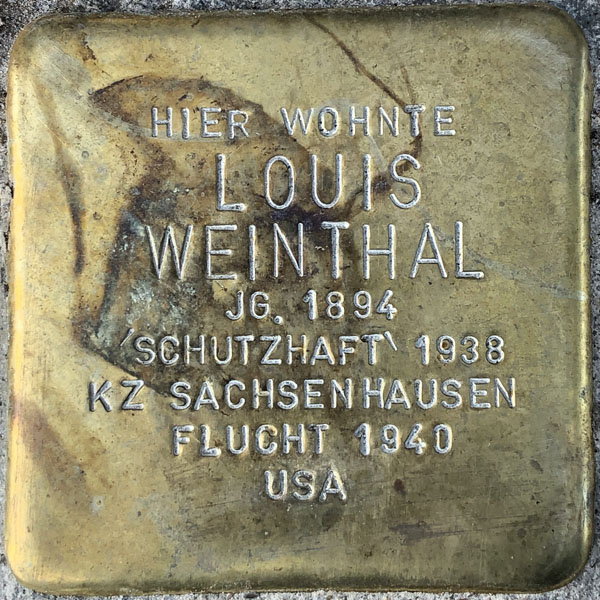 HIER WOHNTE
LOUIS
WEINTHAL
JG. 1894
'SCHUTZHAFT' 1938
KZ SACHSENHAUSEN
FLUCHT 1940
USA